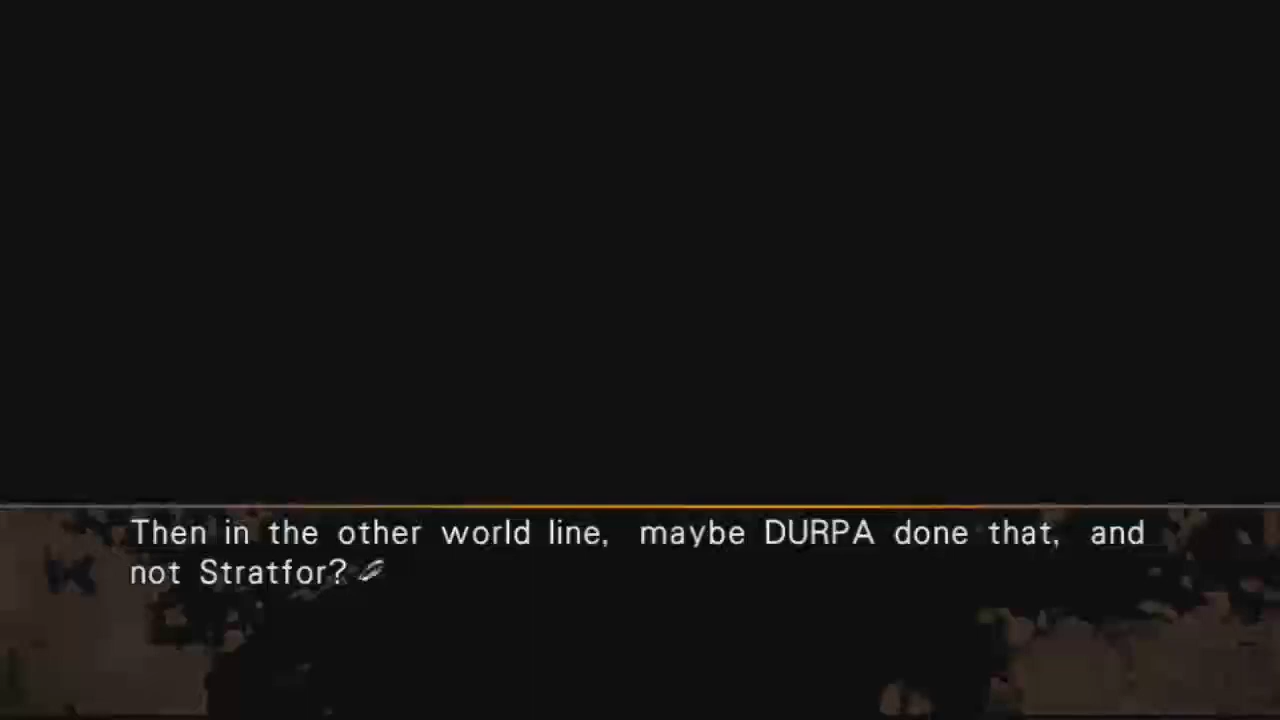 Then in the other world line, maybe DURPA done that, and
not Stratfor?